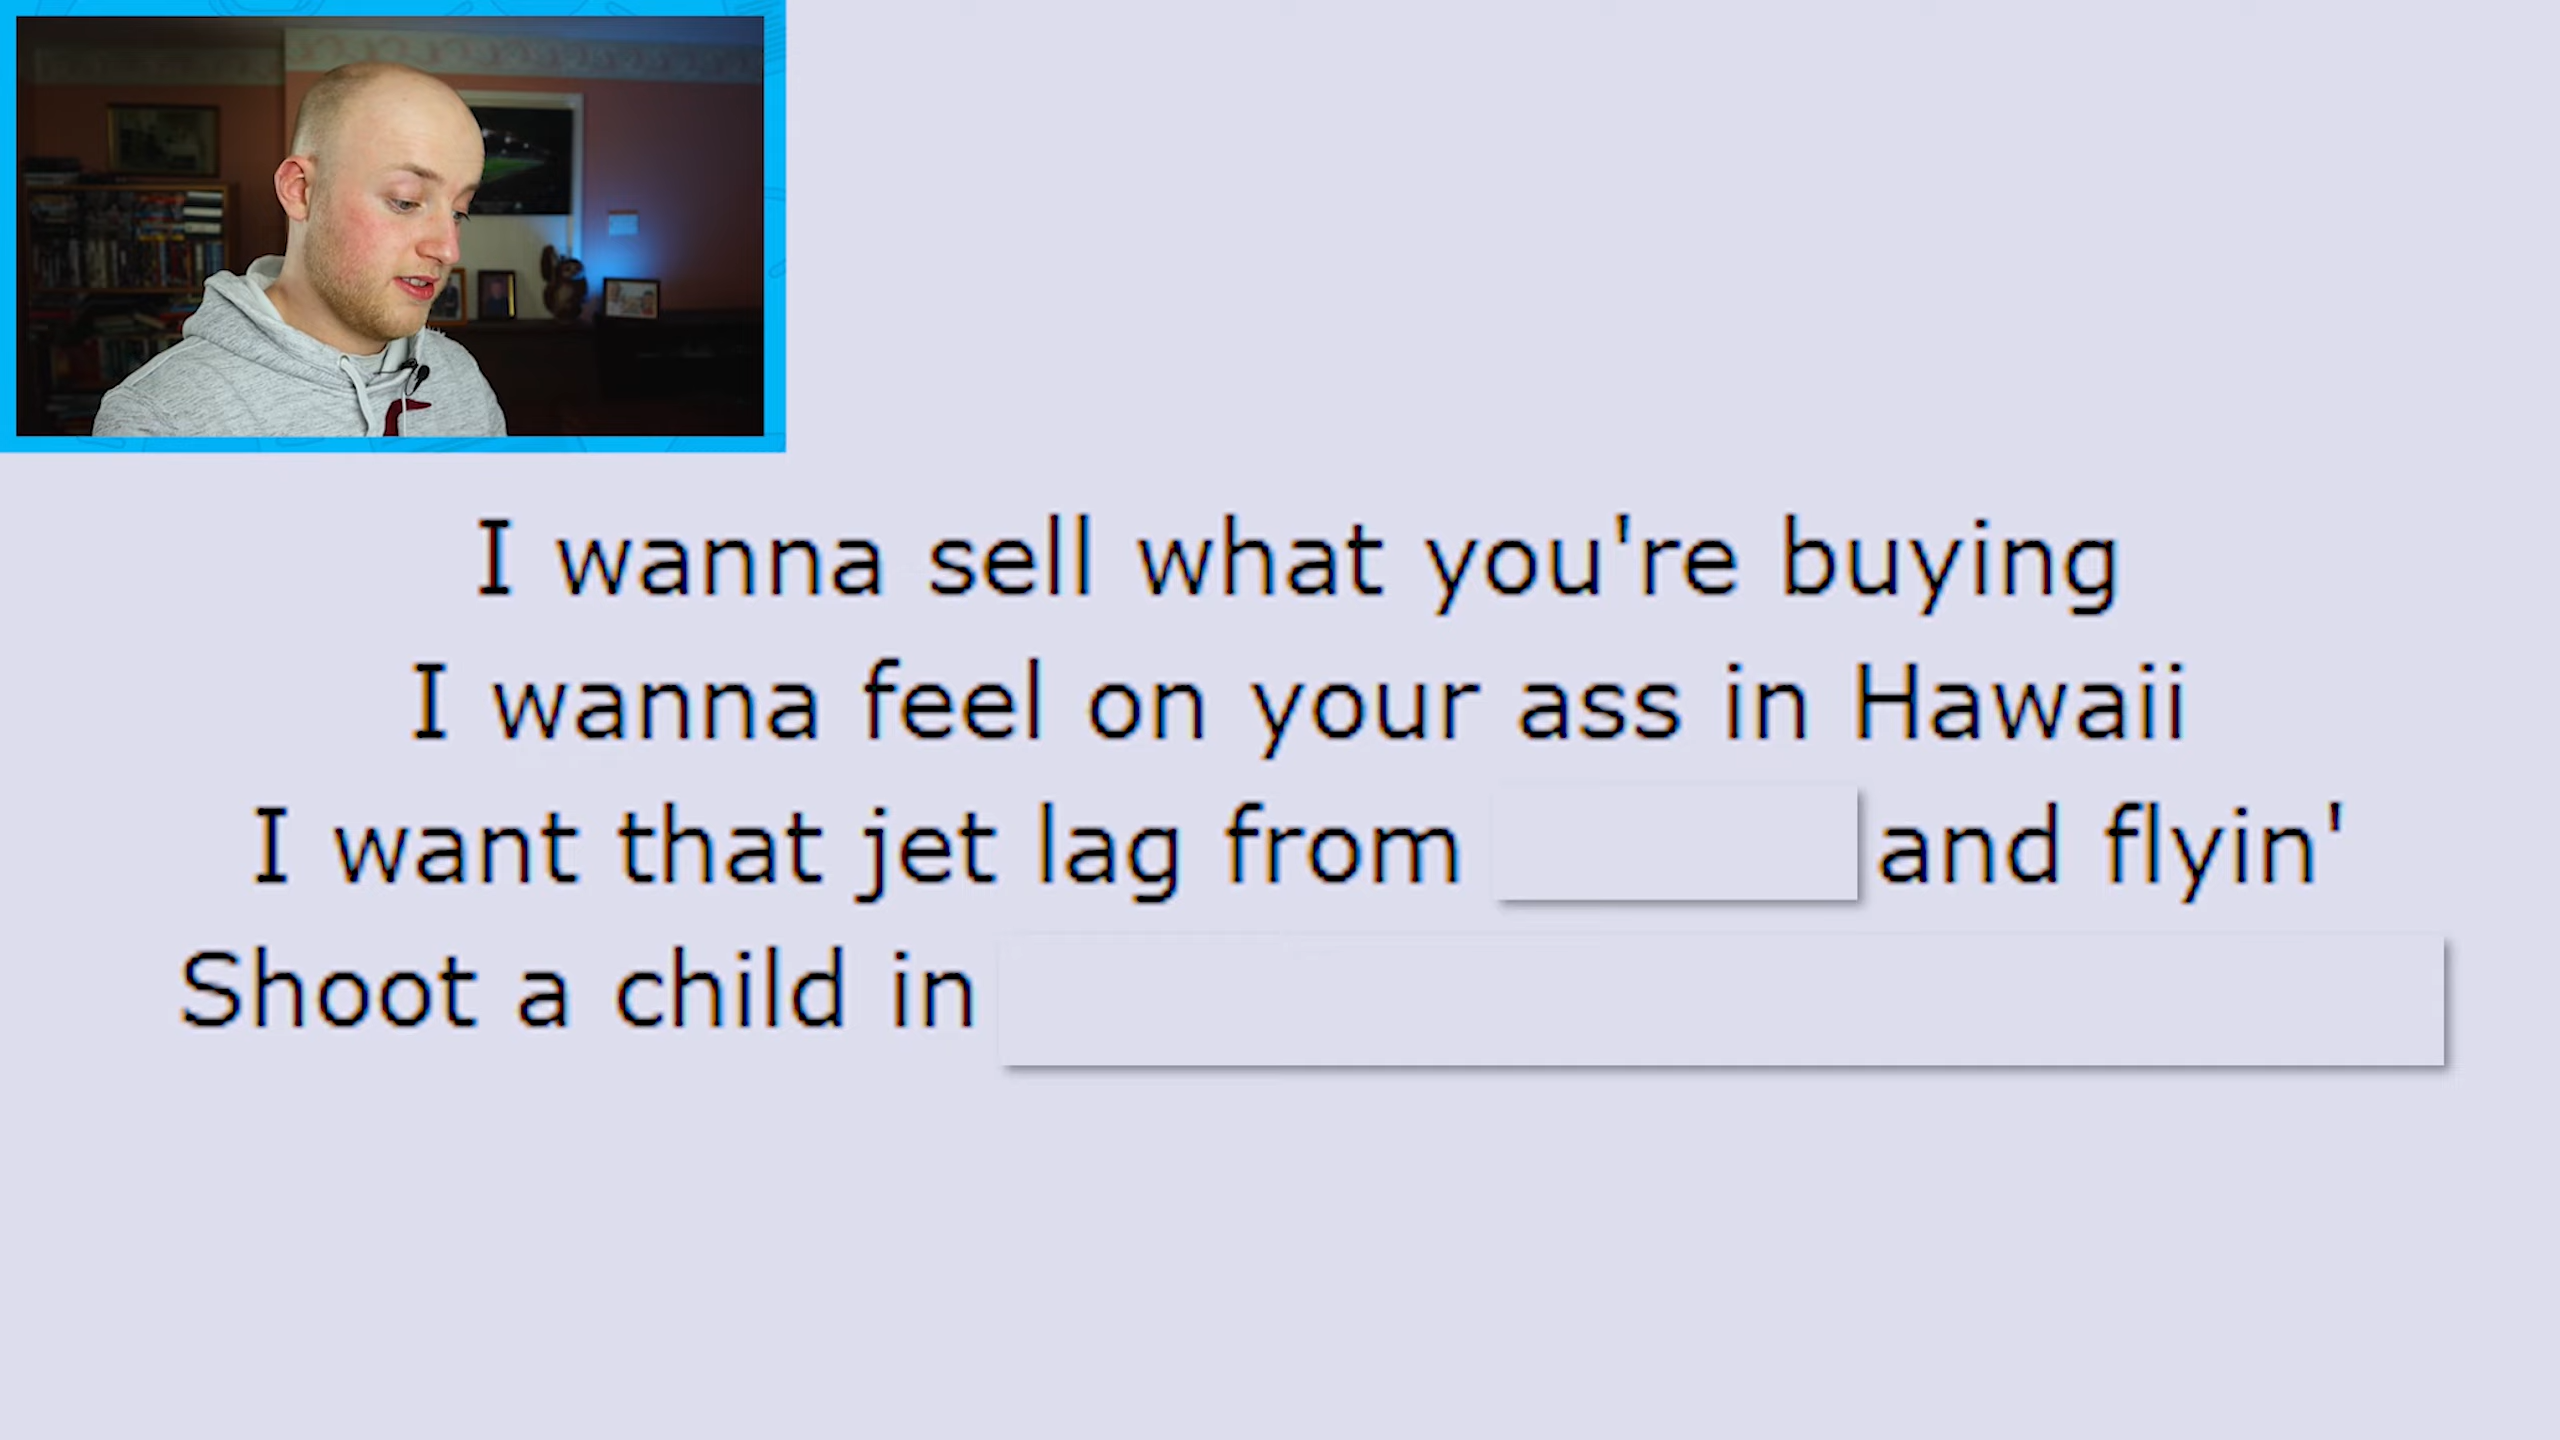 I wanna sell what you're buying
I wanna feel on your ass in Hawaii
I want that jet lag from and flyin'
Shoot a child in